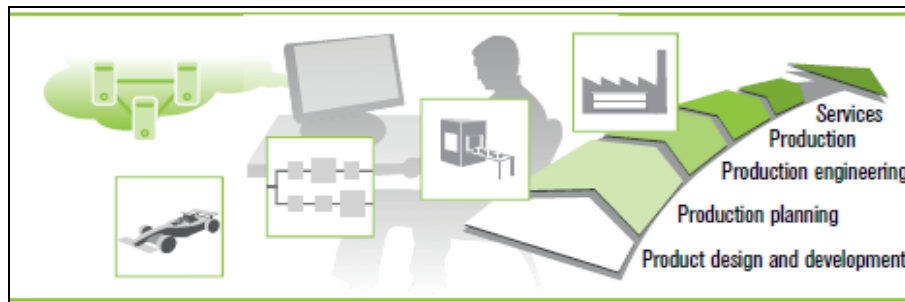 Services
Production
Production engineering
Production planning
Product design and development